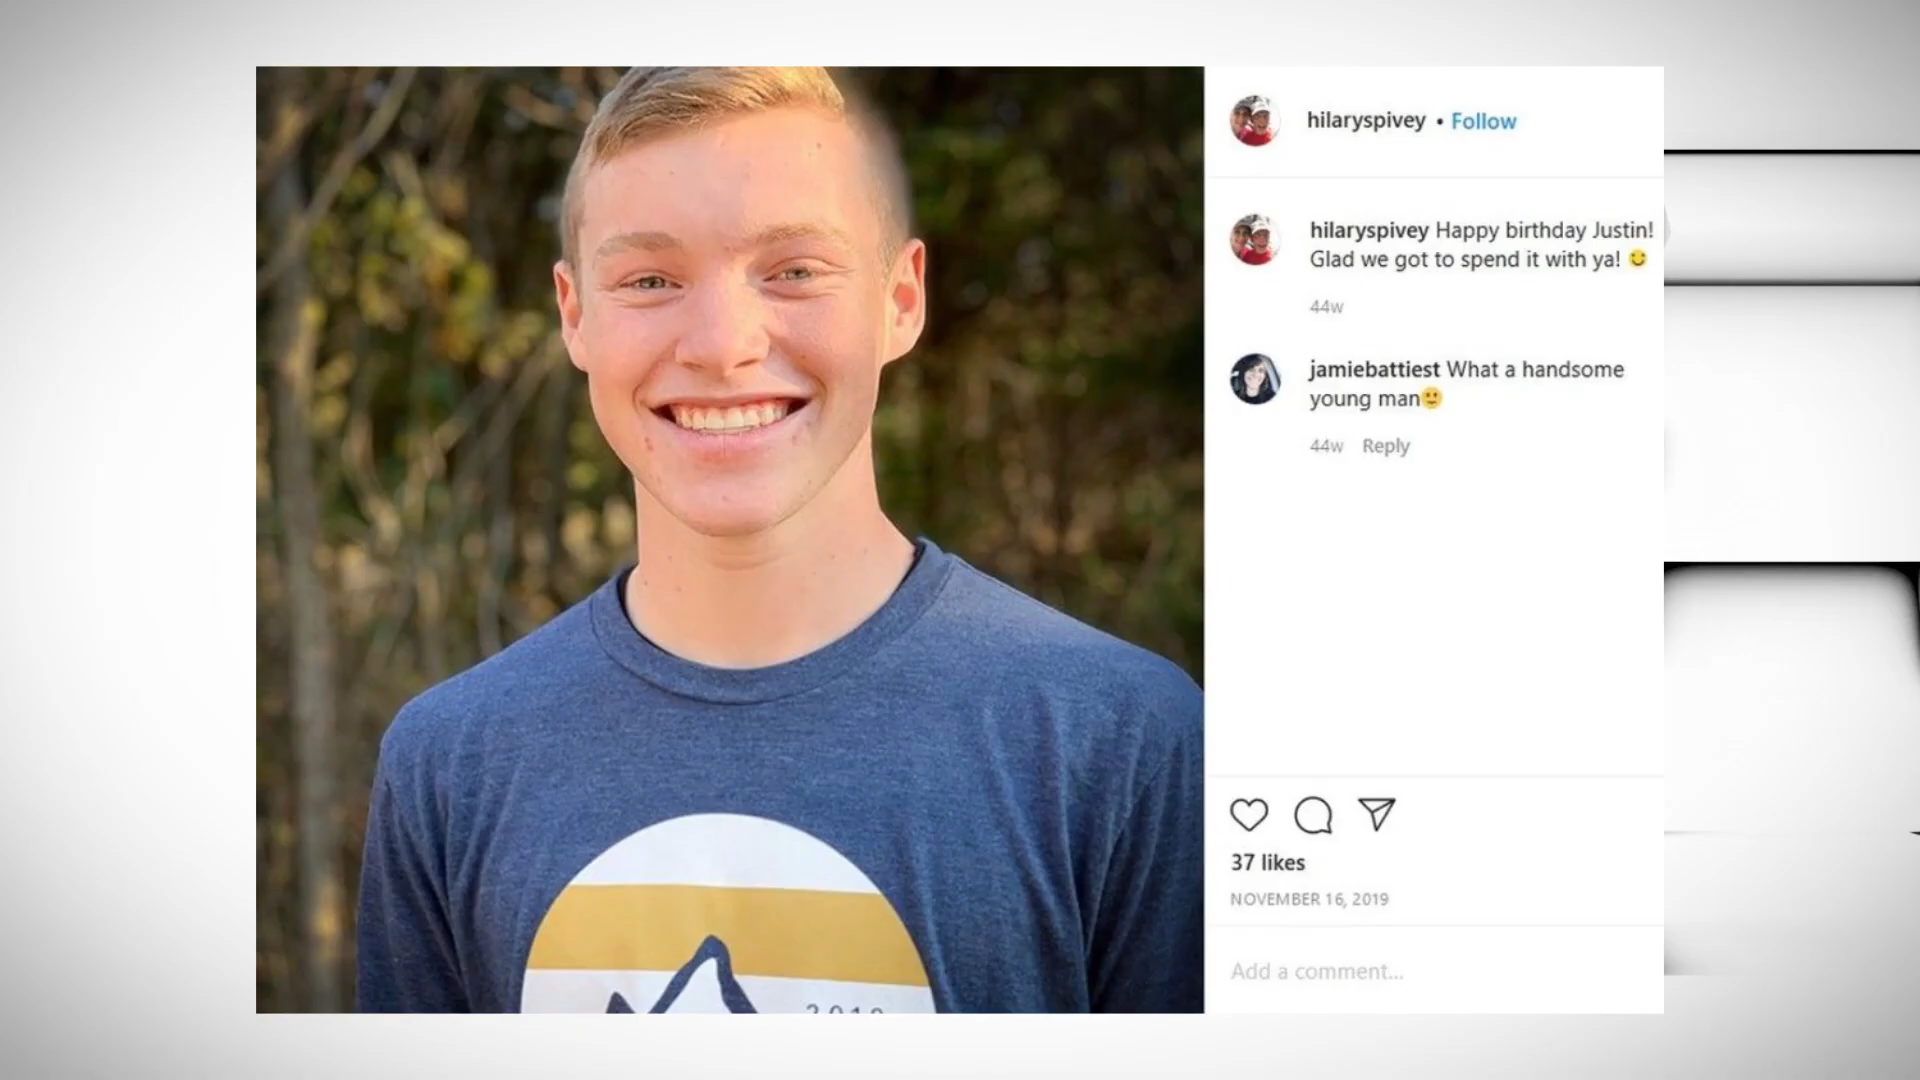 hilaryspivey • Follow
hilaryspivey Happy birthday Justin!
Glad we got to spend it with ya!
44w
jamiebattiest What a handsome
young man
44w Reply
37 likes
NOVEMBER 16, 2019
Add a comment...
2019